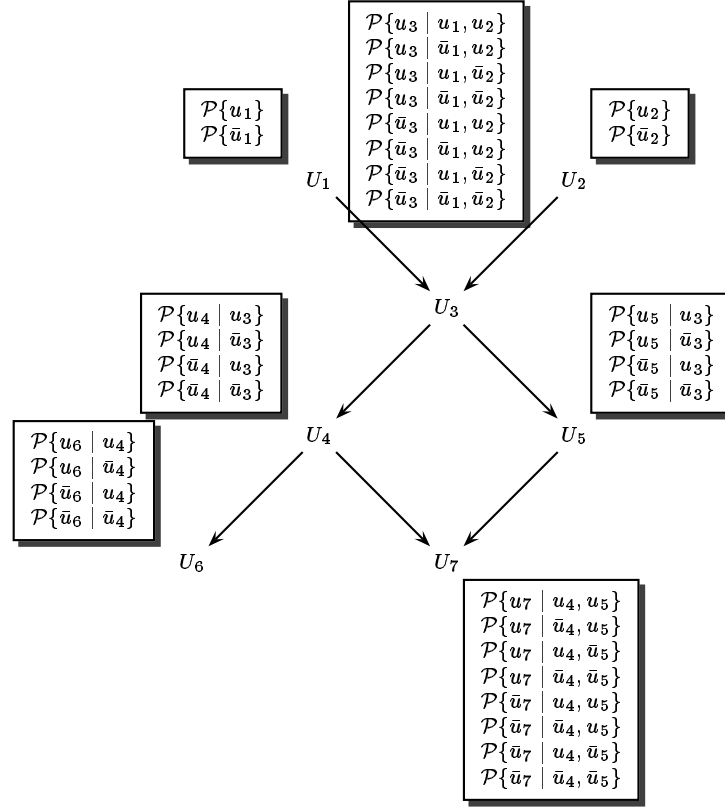 𝒫{u₃ | u₁, u₂}
𝒫{u₃ | ū₁, u₂}
𝒫{u₃ | u₁, ū₂}
𝒫{u₃ | ū₁, ū₂}
𝒫{ū₃ | u₁, u₂}
𝒫{ū₃ | ū₁, u₂}
𝒫{ū₃ | u₁, ū₂}
𝒫{ū₃ | ū₁, ū₂}
𝒫{u₁}
𝒫{ū₁}
𝒫{u₂}
𝒫{ū₂}
U₁
U₂
U₃
𝒫{u₄ | u₃}
𝒫{u₄ | ū₃}
𝒫{ū₄ | u₃}
𝒫{ū₄ | ū₃}
𝒫{u₅ | u₃}
𝒫{u₅ | ū₃}
𝒫{ū₅ | u₃}
𝒫{ū₅ | ū₃}
U₄
U₅
𝒫{u₆ | u₄}
𝒫{u₆ | ū₄}
𝒫{ū₆ | u₄}
𝒫{ū₆ | ū₄}
U₆
U₇
𝒫{u₇ | u₄, u₅}
𝒫{u₇ | ū₄, u₅}
𝒫{u₇ | u₄, ū₅}
𝒫{u₇ | ū₄, ū₅}
𝒫{ū₇ | u₄, u₅}
𝒫{ū₇ | ū₄, u₅}
𝒫{ū₇ | u₄, ū₅}
𝒫{ū₇ | ū₄, ū₅}